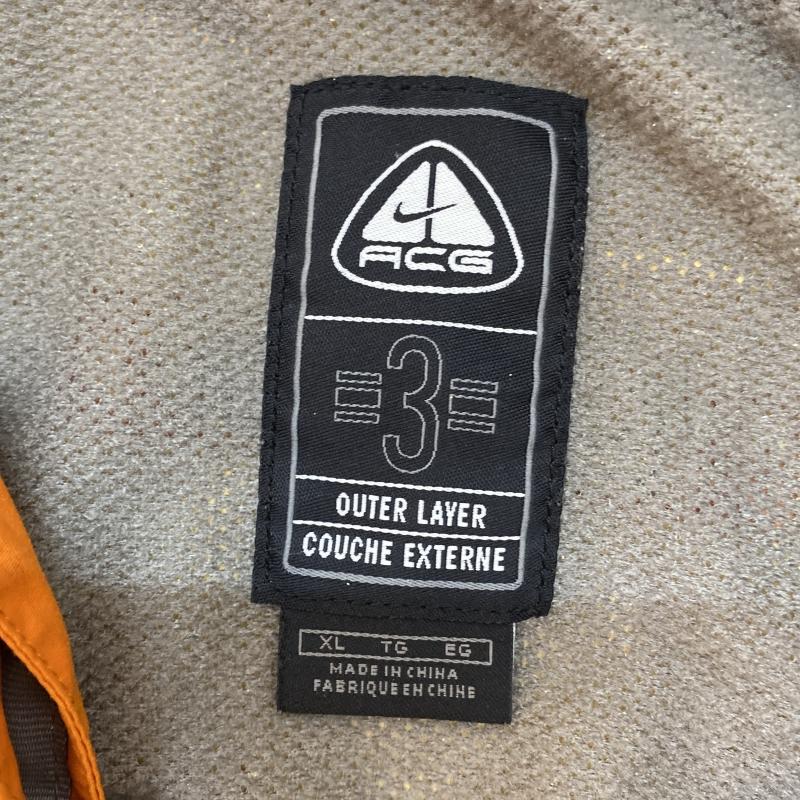 ACG
3
OUTER LAYER
COUCHE EXTERNE
XL TG EG
MADE IN CHINA
FABRIQUE EN CHINE